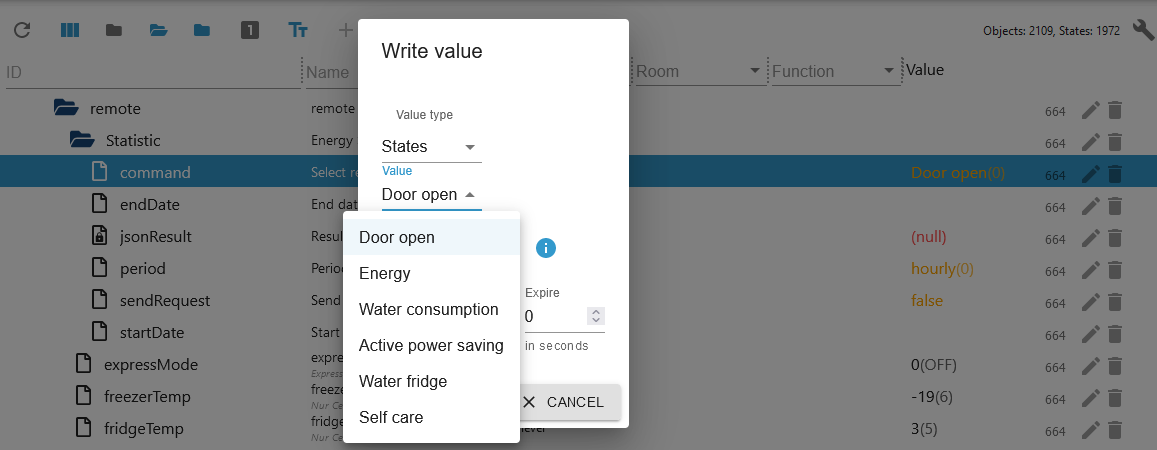 1
TT
Write value
Objects: 2109, States: 1972
ID
Name
Room
Function
Value
Value type
remote
remote
664
Statistic
Energy
States
664
command
Select re
Value
Door open(0)
664
endDate
End dat
Door open
664
jsonResult
Resul
Door open
(null)
664
period
Perio
Energy
hourly(0)
664
sendRequest
Send
Water consumption
Expire
0
false
664
startDate
Start
Active power saving
in seconds
664
expressMode
expre
Express
Water fridge
0(OFF)
664
freezerTemp
freeze
Nur Ce
Self care
CANCEL
-19(6)
664
fridgeTemp
fridge
Nur Ce
lever
3(5)
664